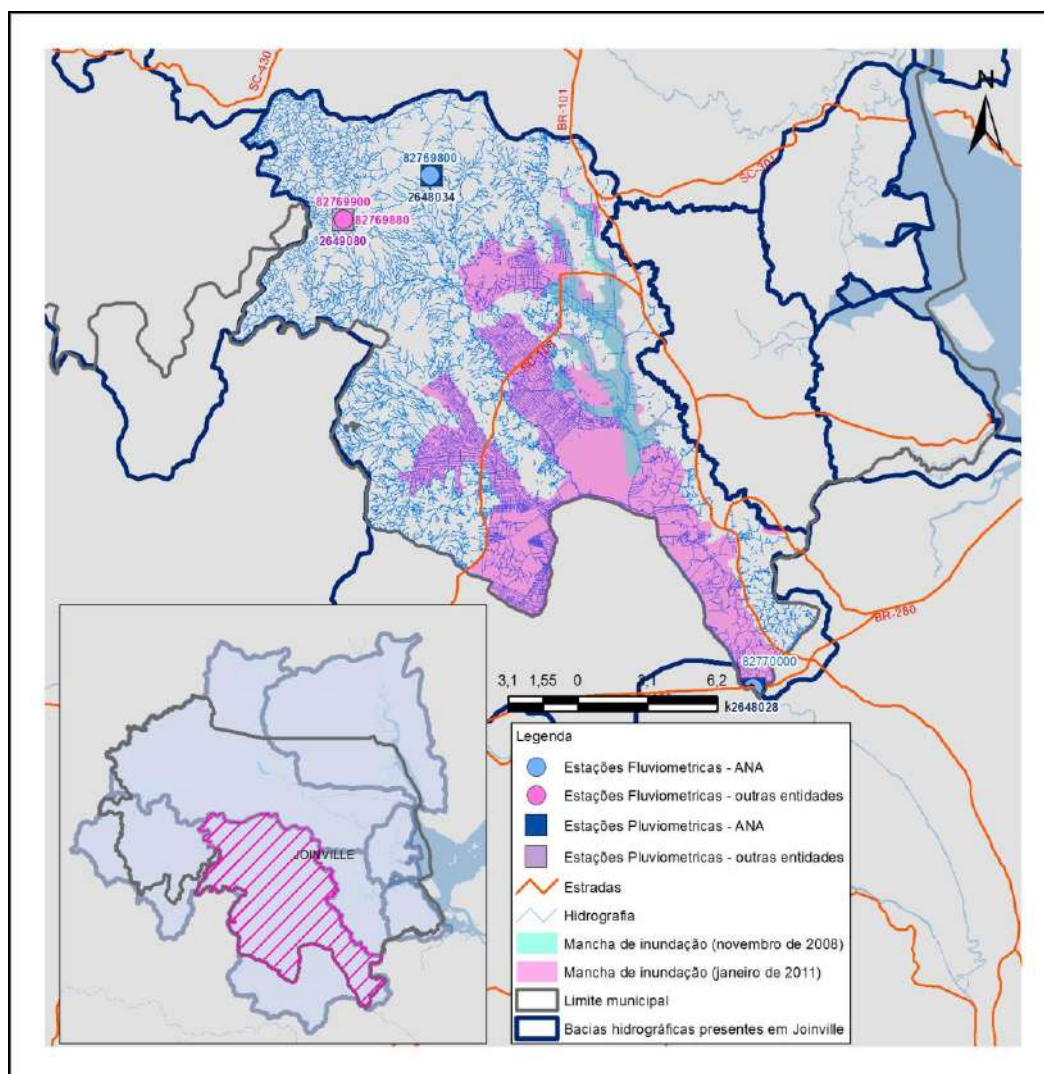 SC-430
BR-101
N
SC-301
82769800
2648034
82769900
82769880
2649080
BR-280
82770000
3,1 1,55 0 3,1 6,2
k2648028
JOINVILLE
Legenda
Estações Fluviometricas - ANA
Estações Fluviometricas - outras entidades
Estações Pluviometricas - ANA
Estações Pluviometricas - outras entidades
Estradas
Hidrografia
Mancha de inundação (novembro de 2008)
Mancha de inundação (janeiro de 2011)
Limite municipal
Bacias hidrográficas presentes em Joinville